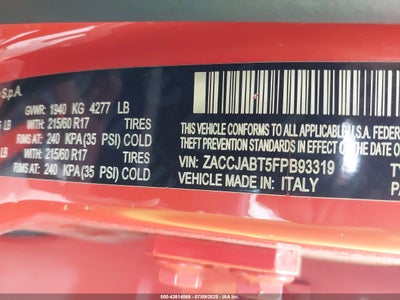 S.p.A.
GVWR: 1940 KG 4277 LB
LB
WITH: 215/60 R17 TIRES
RIMS AT: 240 KPA(35 PSI) COLD
LB
WITH: 215/60 R17 TIRES
RIMS AT: 240 KPA(35 PSI) COLD
THIS VEHICLE CONFORMS TO ALL APPLICABLE U.S.A. FEDER
THEFT PREVENTION STANDARDS IN EFFECT ON THE DATE OF
VIN: ZACCJABT5FPB93319
VEHICLE MADE IN: ITALY
000-42614568 - 07/09/2025 - IAA Inc.